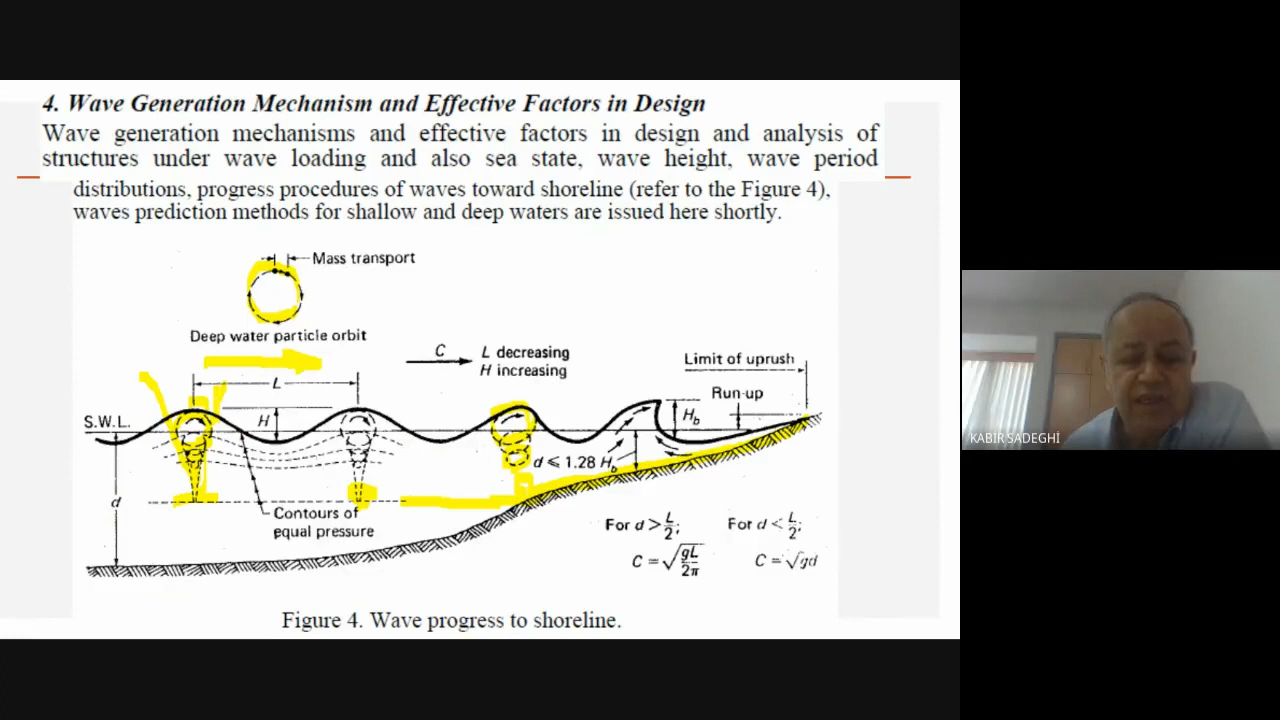 4. Wave Generation Mechanism and Effective Factors in Design
Wave generation mechanisms and effective factors in design and analysis of
structures under wave loading and also sea state, wave height, wave period
distributions, progress procedures of waves toward shoreline (refer to the Figure 4),
waves prediction methods for shallow and deep waters are issued here shortly.
Mass transport
Deep water particle orbit
C
L decreasing
H increasing
Limit of uprush
L
Run-up
S.W.L.
H
H_b
d ⩽ 1.28 H_b
d
Contours of
equal pressure
For d > L/2;
C = √gL/2π
For d < L/2;
C = √gd
Figure 4. Wave progress to shoreline.
KABIR SADEGHİ